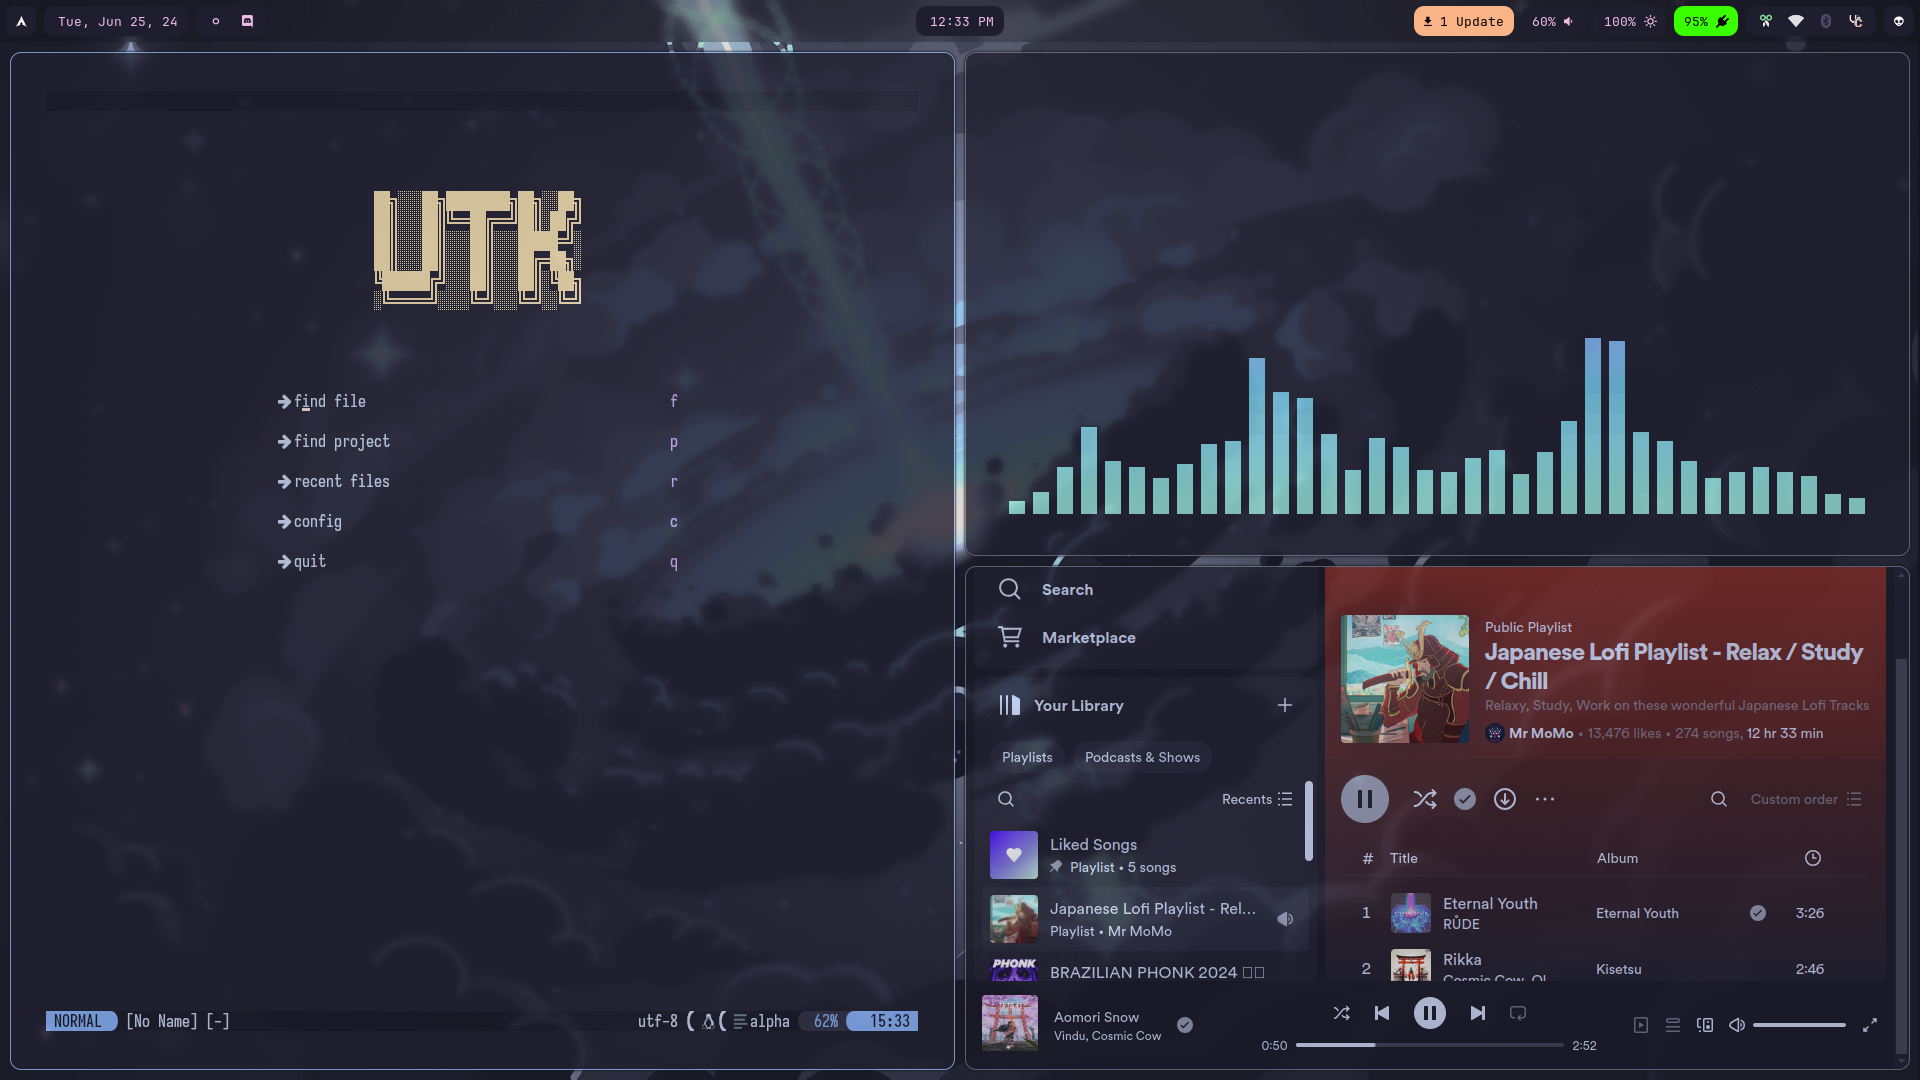 Tue, Jun 25, 24
12:33 PM
1 Update
60%
100%
95%
UTK
find file f
find project p
recent files r
config c
quit q
NORMAL [No Name] [-]
utf-8 alpha 62% 15:33
Search
Marketplace
Your Library
Playlists
Podcasts & Shows
Recents
Liked Songs
Playlist • 5 songs
Japanese Lofi Playlist - Rel...
Playlist • Mr MoMo
PHONK
BRAZILIAN PHONK 2024
Public Playlist
Japanese Lofi Playlist - Relax / Study
/ Chill
Relaxy, Study, Work on these wonderful Japanese Lofi Tracks
Mr MoMo • 13,476 likes • 274 songs, 12 hr 33 min
Custom order
# Title Album
1 Eternal Youth Eternal Youth 3:26
RŮDE
2 Rikka Kisetsu 2:46
Cosmic Cow,
Aomori Snow
Vindu, Cosmic Cow
0:50
2:52